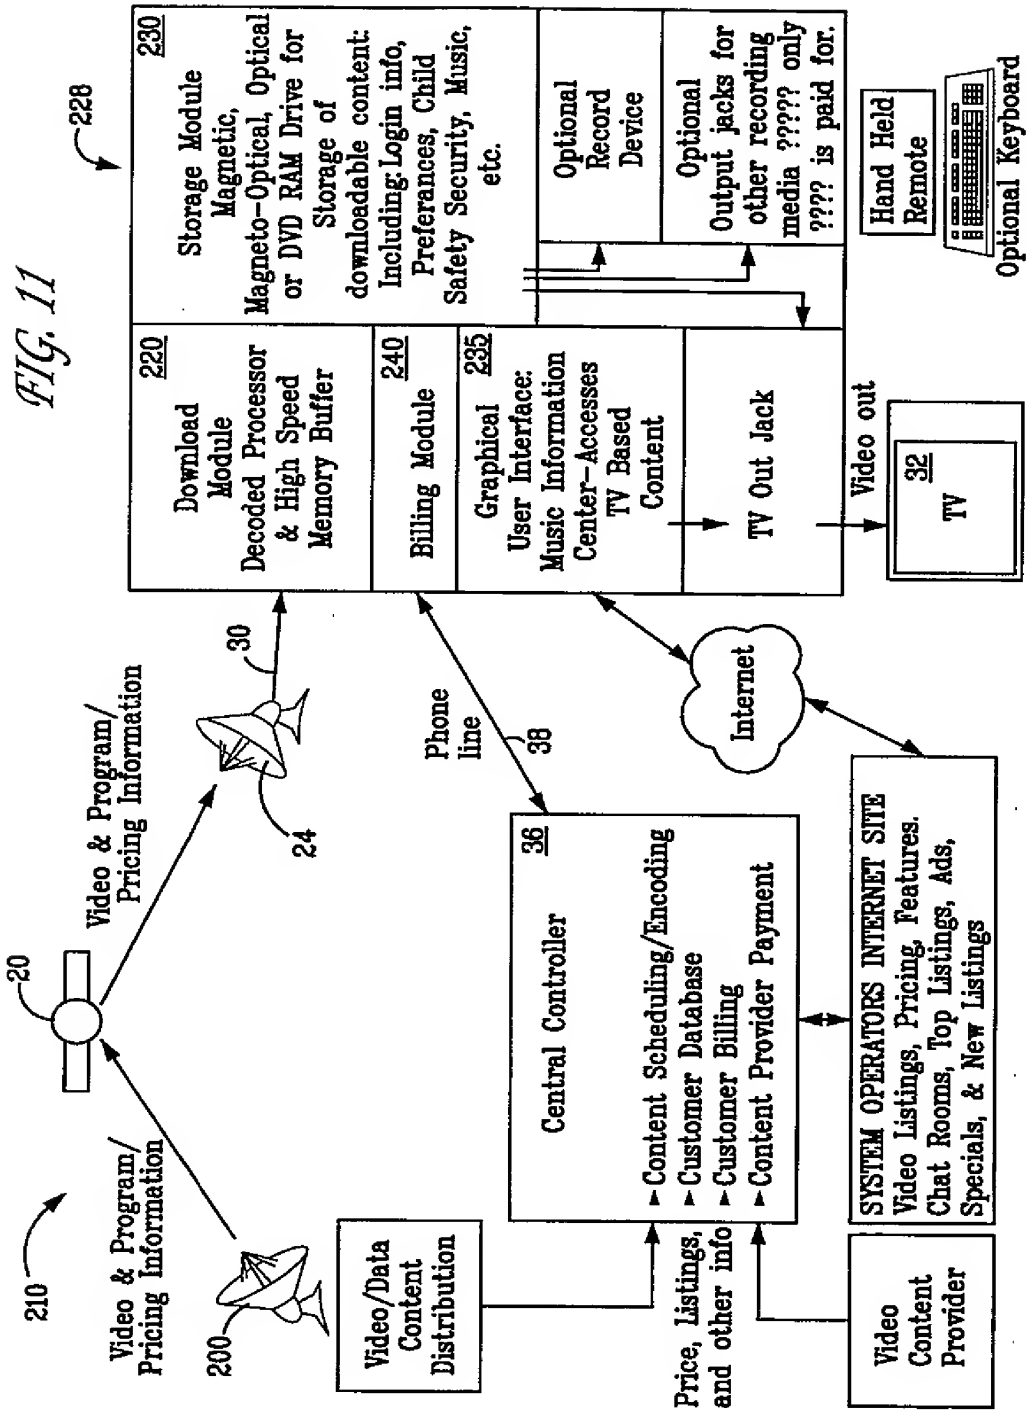 FIG. 11
210
Video & Program/
Pricing Information
200
20
Video & Program/
Pricing Information
24
30
228
Download
Module
Decoded Processor
& High Speed
Memory Buffer
220
Storage Module
Magnetic,
Magneto-Optical, Optical
or DVD RAM Drive for
Storage of
downloadable content:
Including:Login info,
Preferances, Child
Safety Security, Music,
etc.
230
Billing Module
240
Graphical
User Interface:
Music Information
Center-Accesses
TV Based
Content
235
Optional
Record
Device
TV Out Jack
Optional
Output jacks for
other recording
media ????? only
???? is paid for.
Video/Data
Content
Distribution
Phone
line
38
Central Controller
36
►Content Scheduling/Encoding
►Customer Database
►Customer Billing
►Content Provider Payment
Price, Listings,
and other info
Internet
Video out
TV
32
Hand Held
Remote
Optional Keyboard
Video
Content
Provider
SYSTEM OPERATORS INTERNET SITE
Video Listings, Pricing, Features.
Chat Rooms, Top Listings, Ads,
Specials, & New Listings